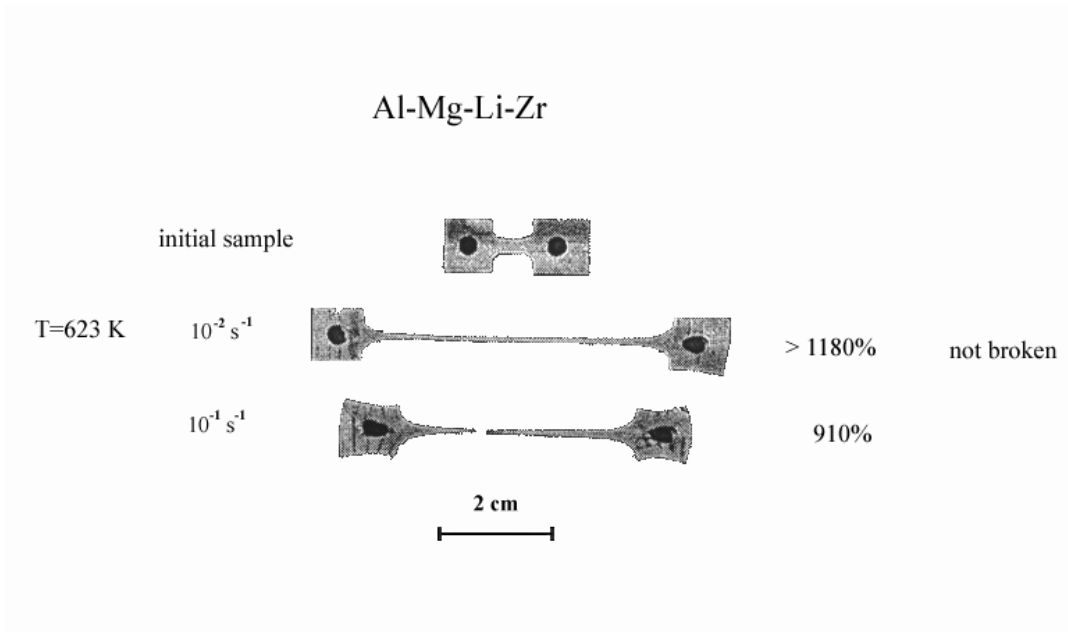 Al-Mg-Li-Zr
initial sample
T=623 K 10⁻² s⁻¹ > 1180% not broken
10⁻¹ s⁻¹ 910%
2 cm